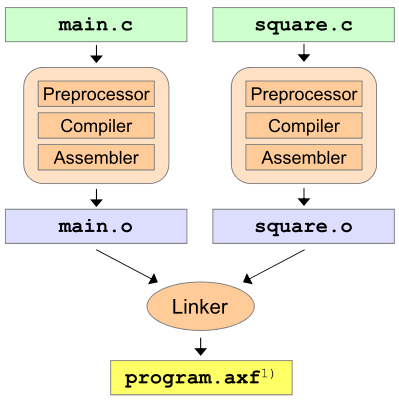 main.c
square.c
Preprocessor
Compiler
Assembler
Preprocessor
Compiler
Assembler
main.o
square.o
Linker
program.axf1)